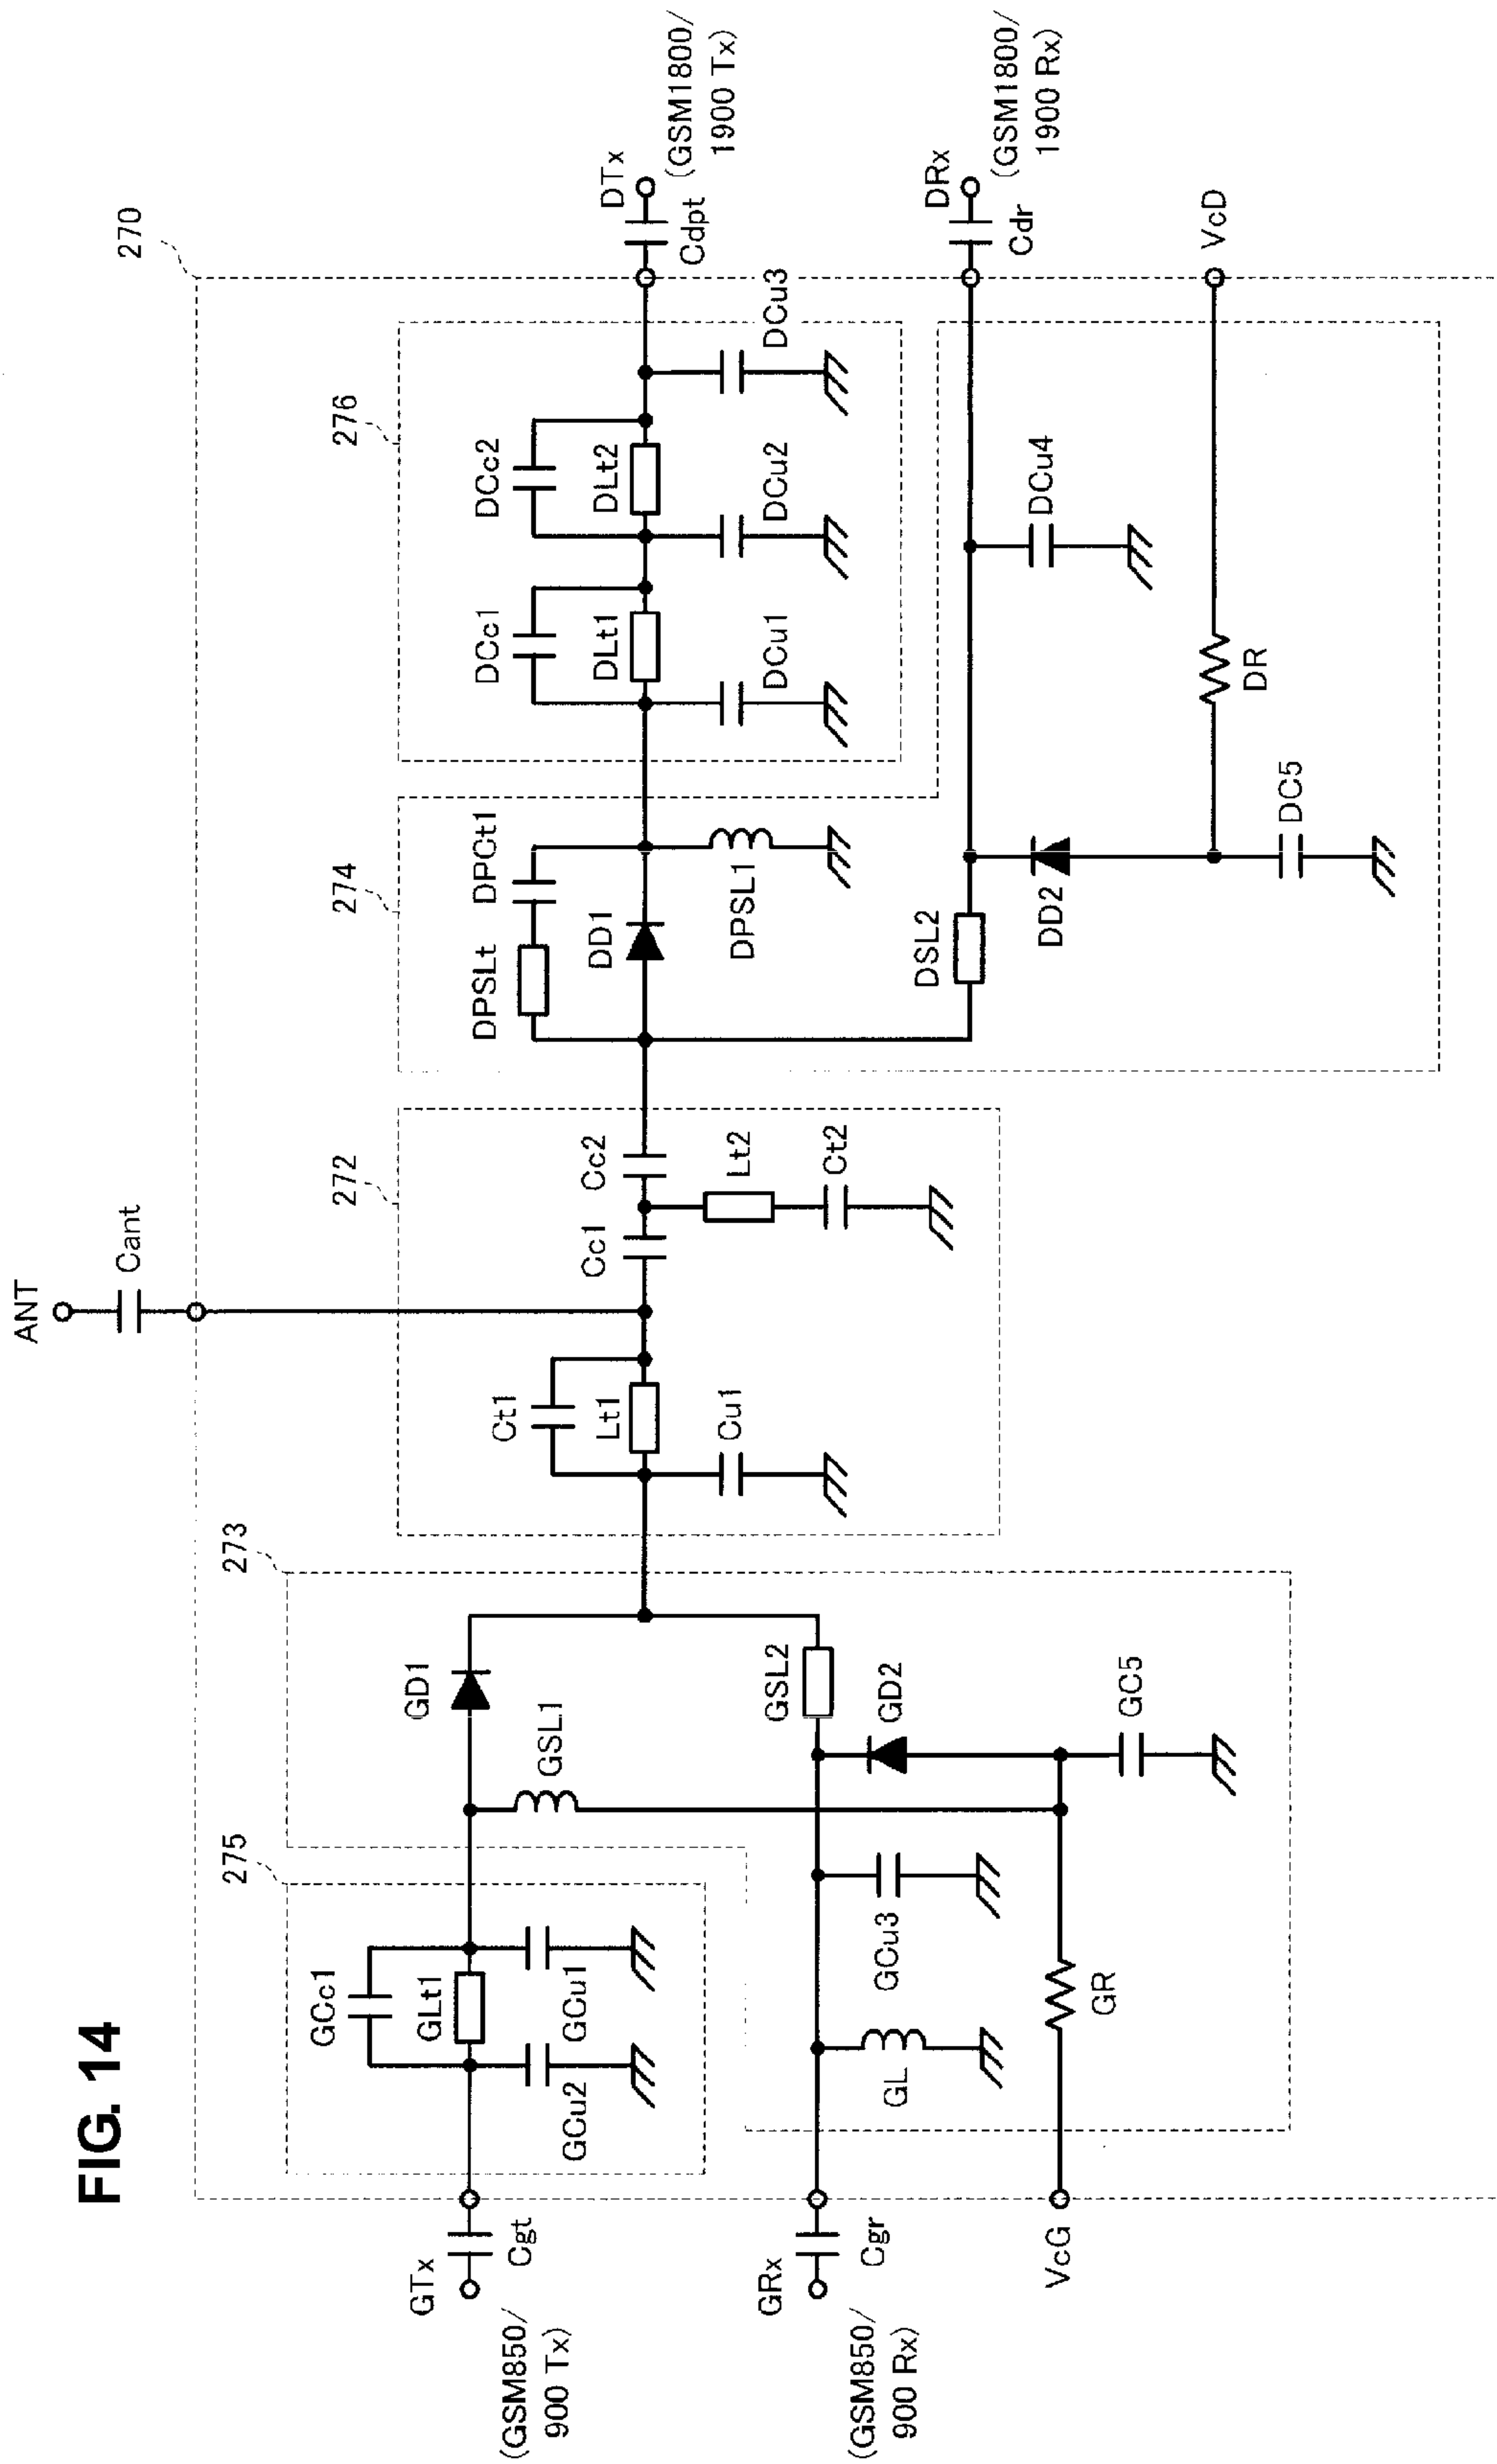 FIG. 14
270
ANT
Cant
272
Ct1
Lt1
Cu1
Cc1
Cc2
Lt2
Ct2
273
GD1
GSL1
GSL2
GD2
GC5
GCu3
GL
GR
VcG
275
GCc1
GLt1
GCu1
GCu2
GTx
Cgt
(GSM850/
900 Tx)
GRx
Cgr
(GSM850/
900 Rx)
274
DPSLt
DPCt1
DD1
DPSL1
DSL2
DD2
DCu4
DC5
DR
VcD
276
DCc1
DLt1
DCu1
DCc2
DLt2
DCu2
DCu3
DTx
Cdpt
(GSM1800/
1900 Tx)
DRx
Cdr
(GSM1800/
1900 Rx)